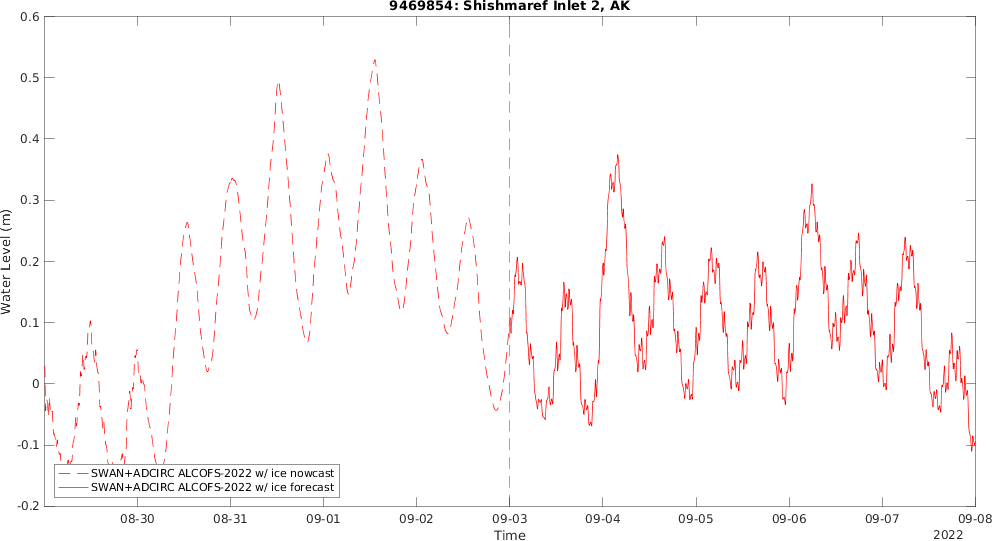 9469854: Shishmaref Inlet 2, AK
Water Level (m)
0.6
0.5
0.4
0.3
0.2
0.1
0
-0.1
-0.2
SWAN+ADCIRC ALCOFS-2022 w/ ice nowcast
SWAN+ADCIRC ALCOFS-2022 w/ ice forecast
08-30 08-31 09-01 09-02 09-03 09-04 09-05 09-06 09-07 09-08
Time
2022